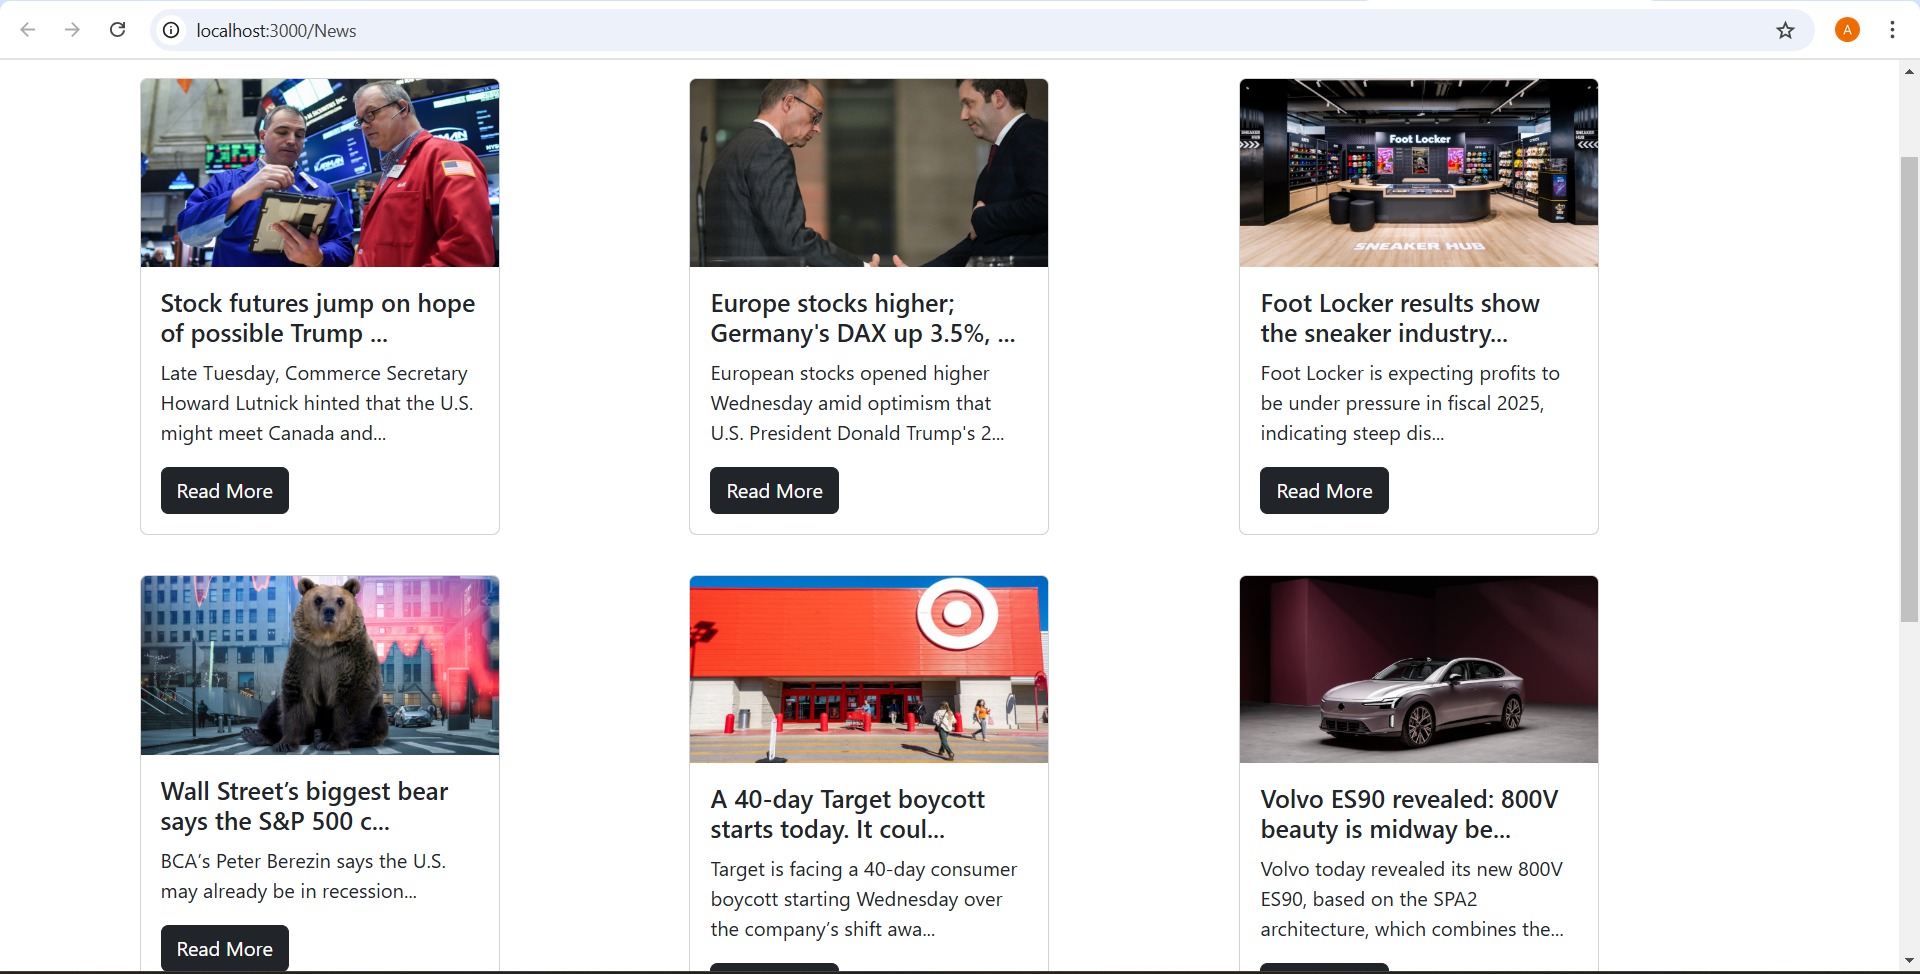 localhost:3000/News
A
Foot Locker
SNEAKER HUB
Stock futures jump on hope
of possible Trump ...
Late Tuesday, Commerce Secretary
Howard Lutnick hinted that the U.S.
might meet Canada and...
Read More
Europe stocks higher;
Germany's DAX up 3.5%, ...
European stocks opened higher
Wednesday amid optimism that
U.S. President Donald Trump's 2...
Read More
Foot Locker results show
the sneaker industry...
Foot Locker is expecting profits to
be under pressure in fiscal 2025,
indicating steep dis...
Read More
Wall Street’s biggest bear
says the S&P 500 c...
BCA’s Peter Berezin says the U.S.
may already be in recession...
Read More
A 40-day Target boycott
starts today. It coul...
Target is facing a 40-day consumer
boycott starting Wednesday over
the company’s shift awa...
Volvo ES90 revealed: 800V
beauty is midway be...
Volvo today revealed its new 800V
ES90, based on the SPA2
architecture, which combines the...